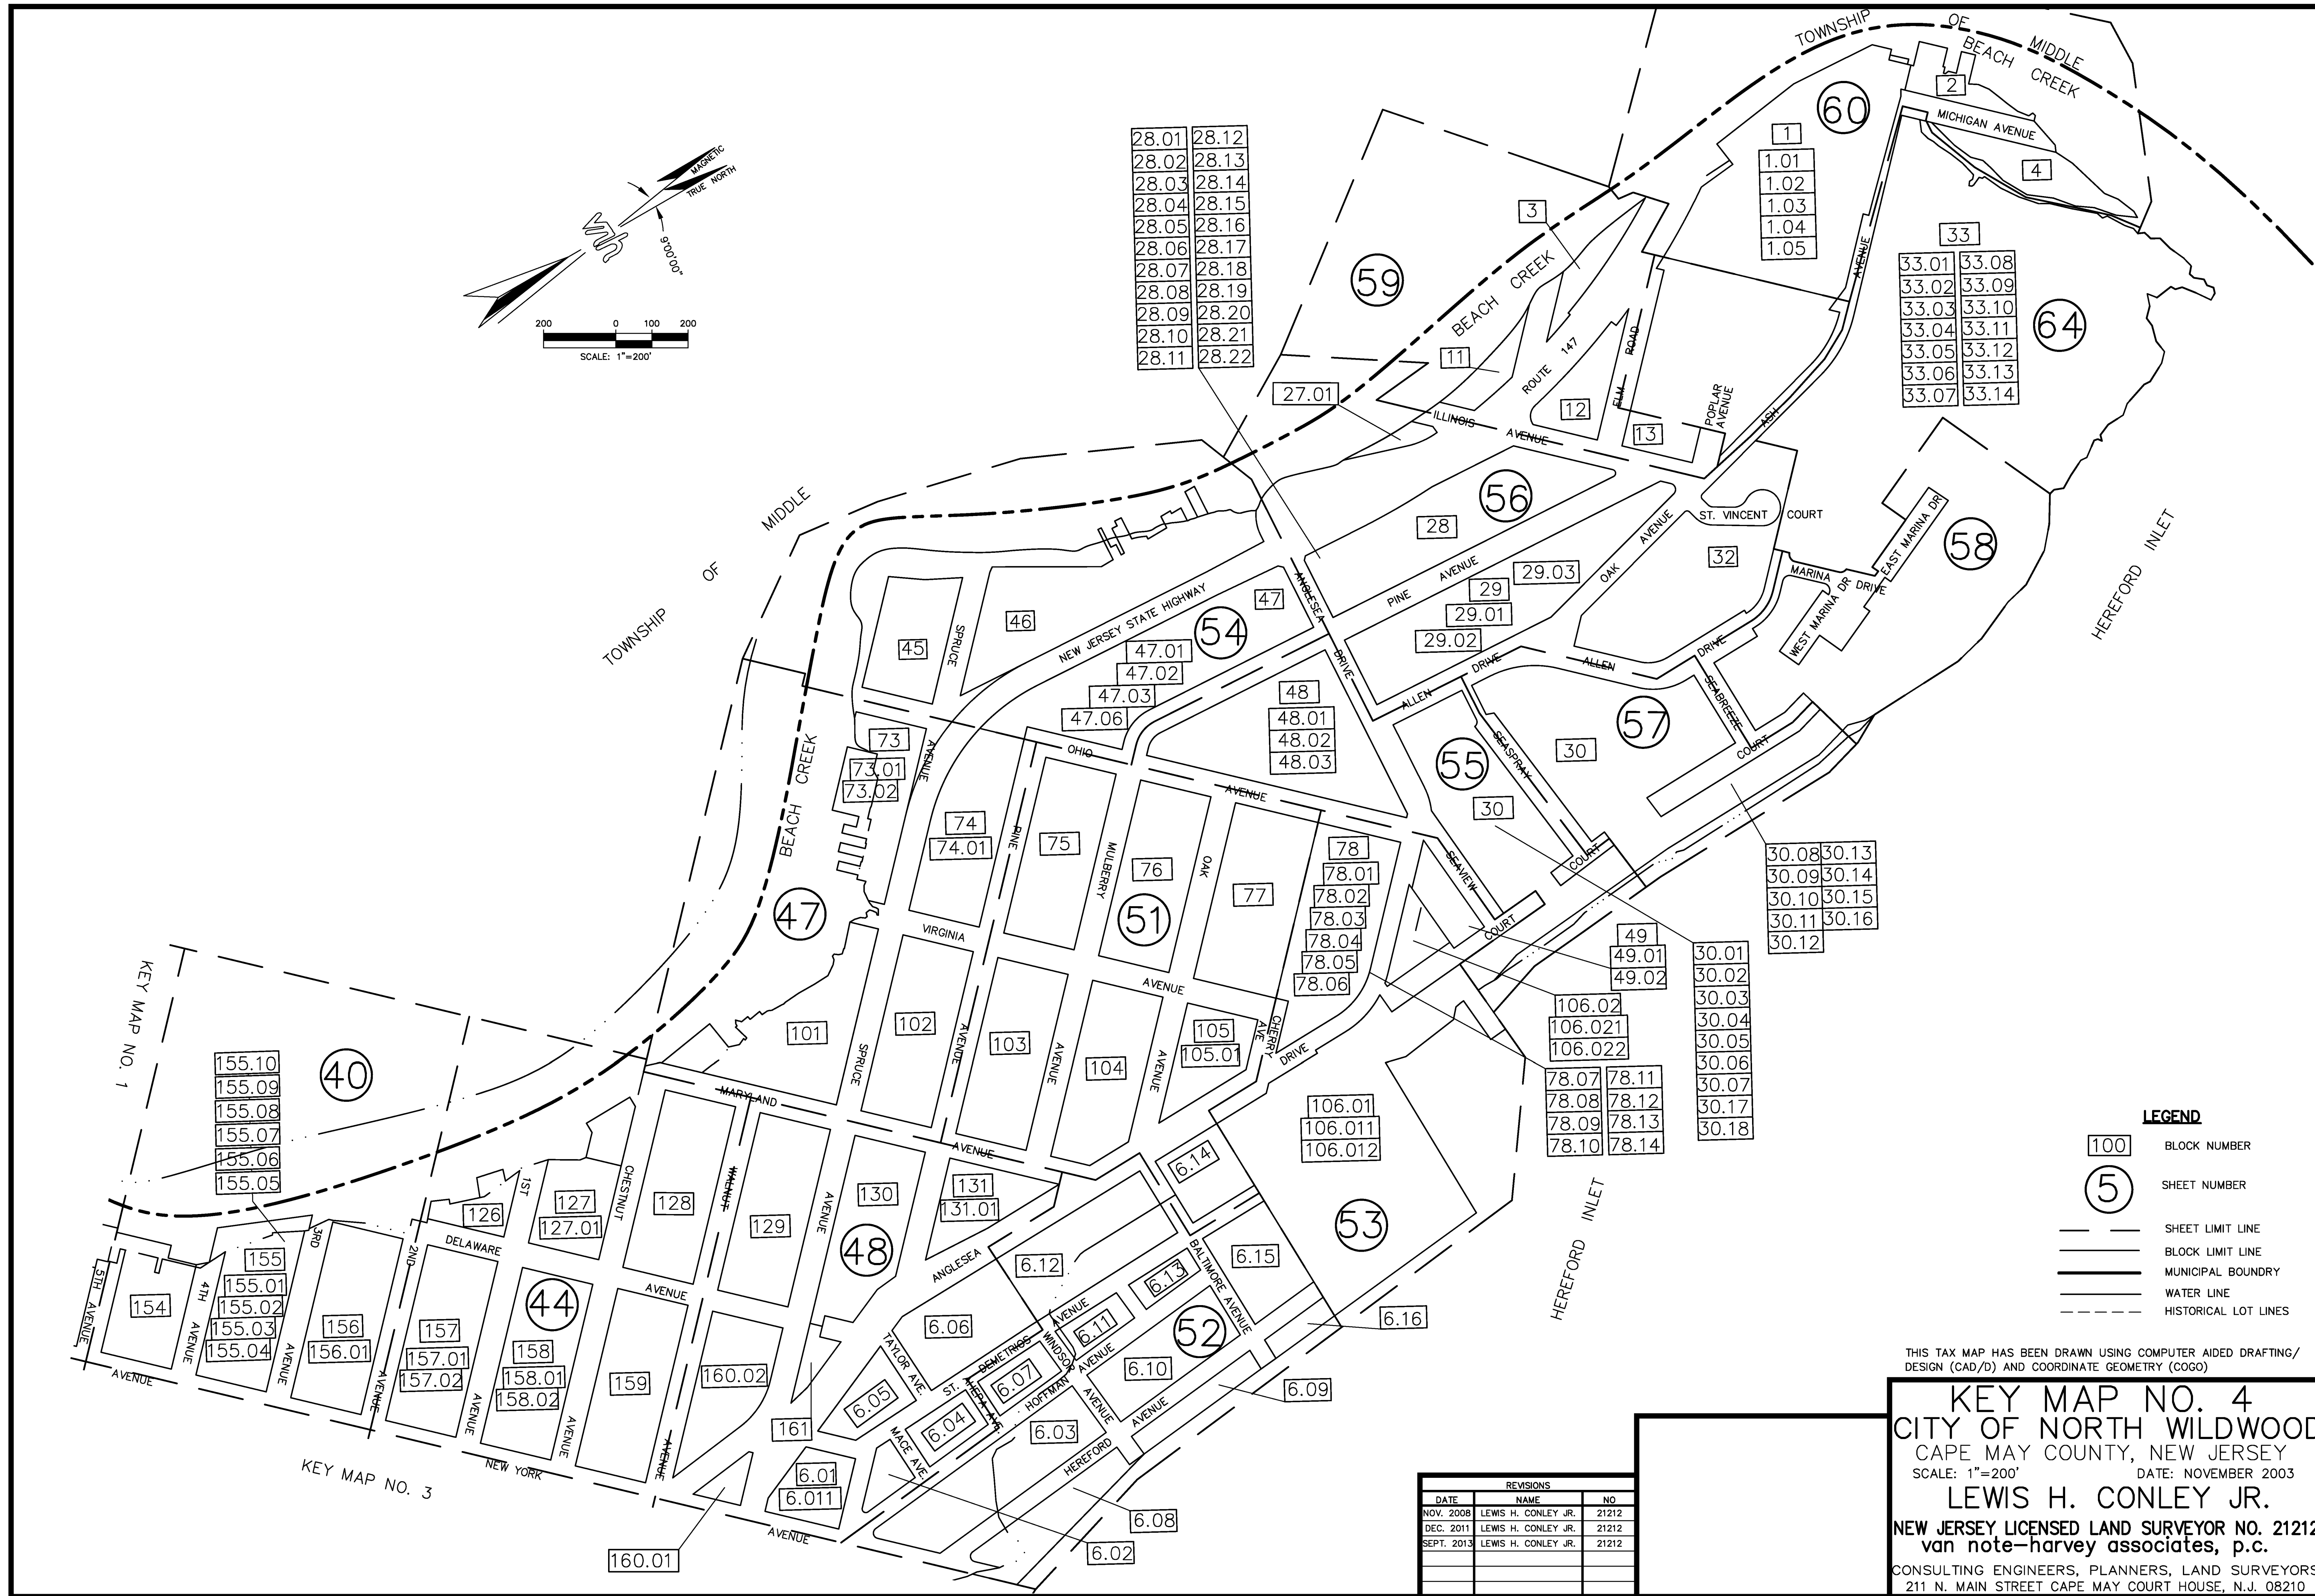 TOWNSHIP OF MIDDLE
BEACH CREEK
60
2
MICHIGAN AVENUE
4
1
1.01
1.02
1.03
1.04
1.05
AVENUE
ASH
33
33.01 33.08
33.02 33.09
33.03 33.10
33.04 33.11
33.05 33.12
33.06 33.13
33.07 33.14
64
MAGNETIC
TRUE NORTH
vnh
9°00'00"
200 0 100 200
SCALE: 1"=200'
28.01 28.12
28.02 28.13
28.03 28.14
28.04 28.15
28.05 28.16
28.06 28.17
28.07 28.18
28.08 28.19
28.09 28.20
28.10 28.21
28.11 28.22
59
3
BEACH CREEK
11
ROUTE 147
ELM ROAD
12
13
POPLAR
AVENUE
27.01
ILLINOIS AVENUE
56
28
PINE AVENUE
29
29.03
29.01
29.02
OAK AVENUE
ST. VINCENT COURT
32
MARINA DRIVE
EAST MARINA DR
WEST MARINA DR
58
HEREFORD INLET
TOWNSHIP OF MIDDLE
45
46
SPRUCE
AVENUE
NEW JERSEY STATE HIGHWAY
47
54
47.01
47.02
47.03
47.06
ANGLESEA
DRIVE
48
48.01
48.02
48.03
ALLEN DRIVE
ALLEN DRIVE
SEABREEZE
COURT
57
30
55
30
SEASPRAY
COURT
SEAVIEW
COURT
30.08 30.13
30.09 30.14
30.10 30.15
30.11 30.16
30.12
BEACH CREEK
73
73.01
73.02
47
OHIO AVENUE
74
74.01
PINE
75
MULBERRY
76
51
OAK
77
78
78.01
78.02
78.03
78.04
78.05
78.06
VIRGINIA AVENUE
49
49.01
49.02
106.02
106.021
106.022
30.01
30.02
30.03
30.04
30.05
30.06
30.07
30.17
30.18
78.07 78.11
78.08 78.12
78.09 78.13
78.10 78.14
101
SPRUCE
102
AVENUE
103
AVENUE
104
AVENUE
105
105.01
CHERRY
AVE
DRIVE
106.01
106.011
106.012
53
HEREFORD INLET
KEY MAP NO. 1
40
155.10
155.09
155.08
155.07
155.06
155.05
MARYLAND AVENUE
126
1ST
127
127.01
CHESTNUT
128
WALNUT
129
AVENUE
130
48
131
131.01
ANGLESEA
6.14
6.12
6.13
6.15
BALTIMORE AVENUE
52
6.16
5TH AVENUE
154
4TH
AVENUE
155
155.01
155.02
155.03
155.04
3RD
AVENUE
156
156.01
2ND
AVENUE
DELAWARE AVENUE
157
157.01
157.02
AVENUE
44
158
158.01
158.02
AVENUE
159
AVENUE
160.02
6.06
TAYLOR AVE.
6.05
ST. DEMETRIOS AVENUE
WINDSOR
AVENUE
6.11
6.07
AHEPA AVE.
6.04
MACE AVE.
HOFFMAN AVENUE
6.10
6.03
HEREFORD AVENUE
6.09
161
6.01
6.011
6.08
6.02
160.01
AVENUE
NEW YORK
AVENUE
KEY MAP NO. 3
LEGEND
100 BLOCK NUMBER
5 SHEET NUMBER
SHEET LIMIT LINE
BLOCK LIMIT LINE
MUNICIPAL BOUNDRY
WATER LINE
HISTORICAL LOT LINES
THIS TAX MAP HAS BEEN DRAWN USING COMPUTER AIDED DRAFTING/
DESIGN (CAD/D) AND COORDINATE GEOMETRY (COGO)
REVISIONS
DATE NAME NO
NOV. 2008 LEWIS H. CONLEY JR. 21212
DEC. 2011 LEWIS H. CONLEY JR. 21212
SEPT. 2013 LEWIS H. CONLEY JR. 21212
KEY MAP NO. 4
CITY OF NORTH WILDWOOD
CAPE MAY COUNTY, NEW JERSEY
SCALE: 1"=200' DATE: NOVEMBER 2003
LEWIS H. CONLEY JR.
NEW JERSEY LICENSED LAND SURVEYOR NO. 21212
van note-harvey associates, p.c.
CONSULTING ENGINEERS, PLANNERS, LAND SURVEYORS
211 N. MAIN STREET CAPE MAY COURT HOUSE, N.J. 08210